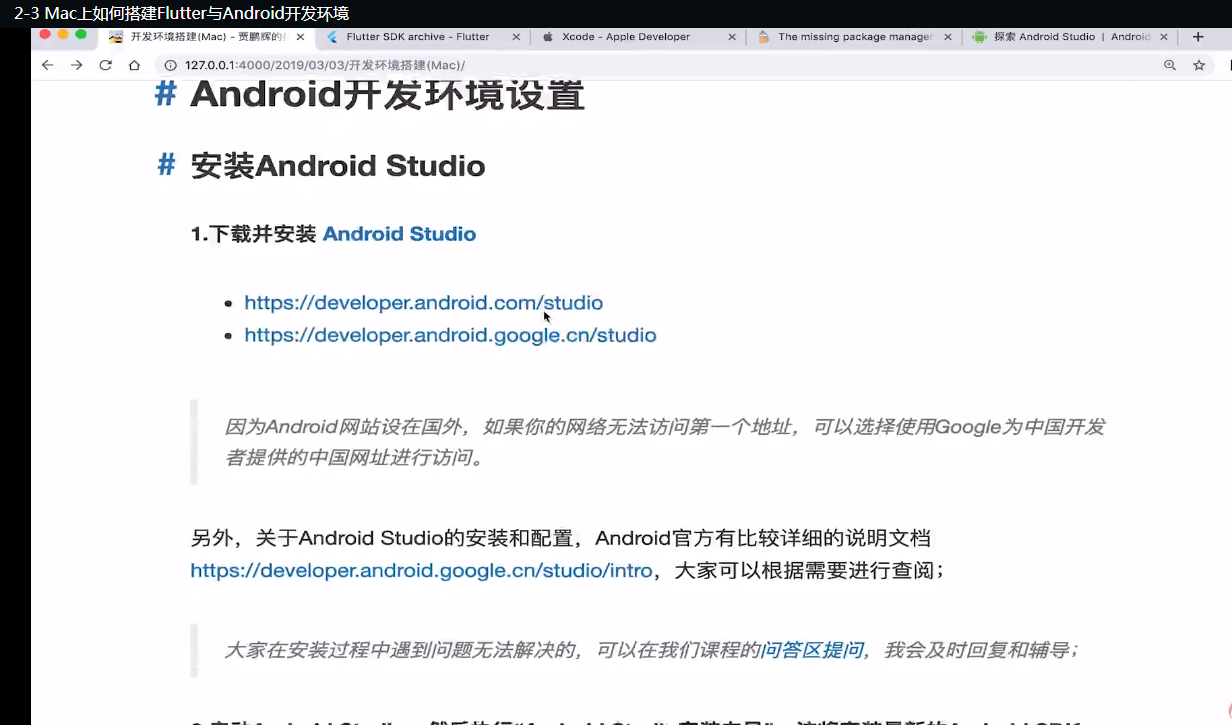 2-3 Mac上如何搭建Flutter与Android开发环境
开发环境搭建(Mac) - 贾鹏辉的
Flutter SDK archive - Flutter
Xcode - Apple Developer
The missing package manager
探索 Android Studio | Android
127.0.0.1:4000/2019/03/03/开发环境搭建(Mac)/
# Android开发环境设置
# 安装Android Studio
1.下载并安装 Android Studio
• https://developer.android.com/studio
• https://developer.android.google.cn/studio
因为Android网站设在国外，如果你的网络无法访问第一个地址，可以选择使用Google为中国开发
者提供的中国网址进行访问。
另外，关于Android Studio的安装和配置，Android官方有比较详细的说明文档
https://developer.android.google.cn/studio/intro，大家可以根据需要进行查阅；
大家在安装过程中遇到问题无法解决的，可以在我们课程的问答区提问，我会及时回复和辅导；